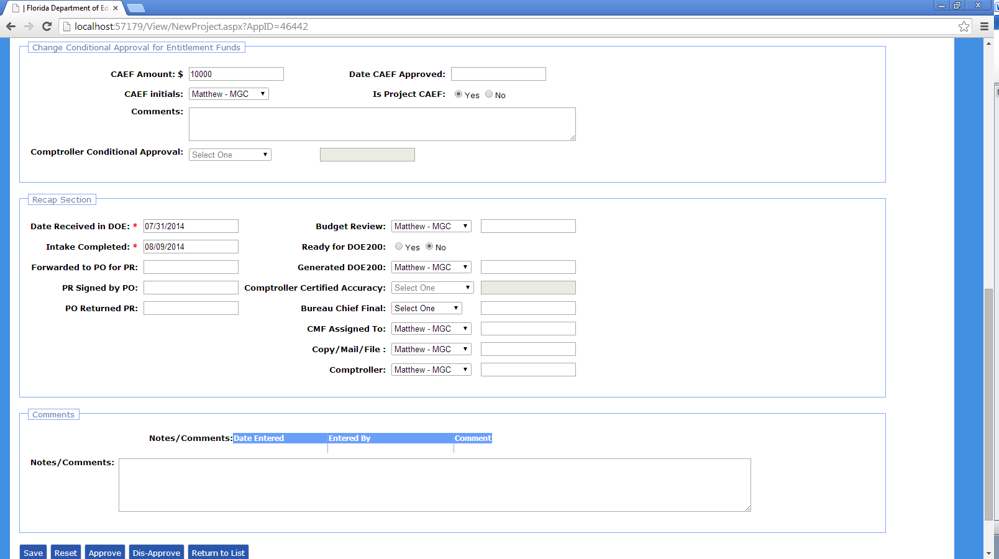 | Florida Department of Ed
localhost:57179/View/NewProject.aspx?AppID=46442
Change Conditional Approval for Entitlement Funds
CAEF Amount: $ 10000 Date CAEF Approved:
CAEF initials: Matthew - MGC Is Project CAEF: Yes No
Comments:
Comptroller Conditional Approval: Select One
Recap Section
Date Received in DOE: * 07/31/2014 Budget Review: Matthew - MGC
Intake Completed: * 08/09/2014 Ready for DOE200: Yes No
Forwarded to PO for PR: Generated DOE200: Matthew - MGC
PR Signed by PO: Comptroller Certified Accuracy: Select One
PO Returned PR: Bureau Chief Final: Select One
CMF Assigned To: Matthew - MGC
Copy/Mail/File : Matthew - MGC
Comptroller: Matthew - MGC
Comments
Notes/Comments: Date Entered Entered By Comment
Notes/Comments:
Save Reset Approve Dis-Approve Return to List